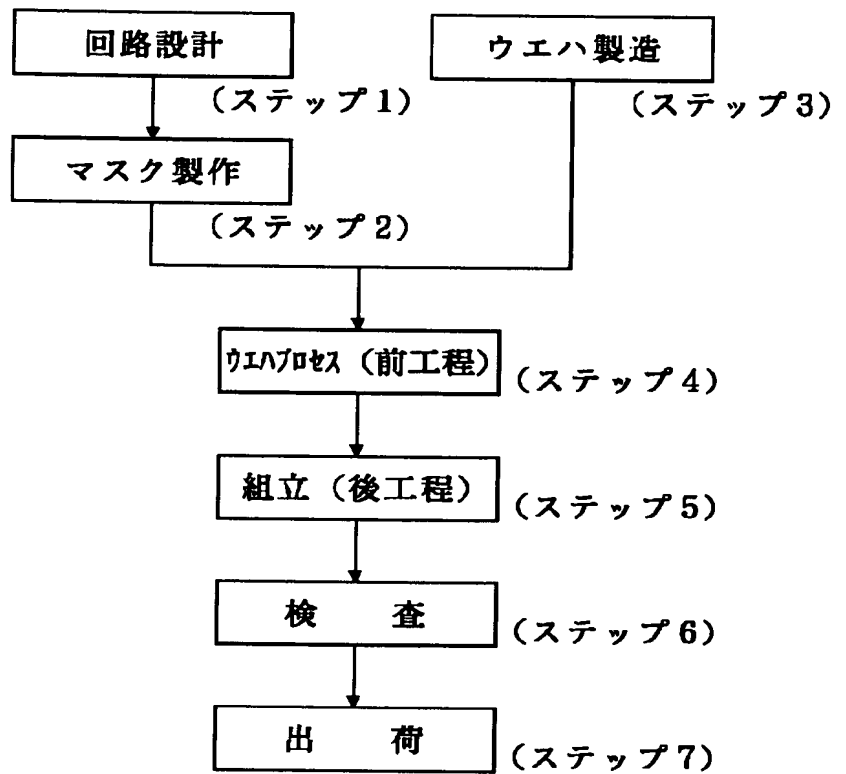 回路設計
(ステップ1)
マスク製作
(ステップ2)
ウエハ製造
(ステップ3)
ウエハプロセス(前工程)
(ステップ4)
組立(後工程)
(ステップ5)
検 査
(ステップ6)
出 荷
(ステップ7)